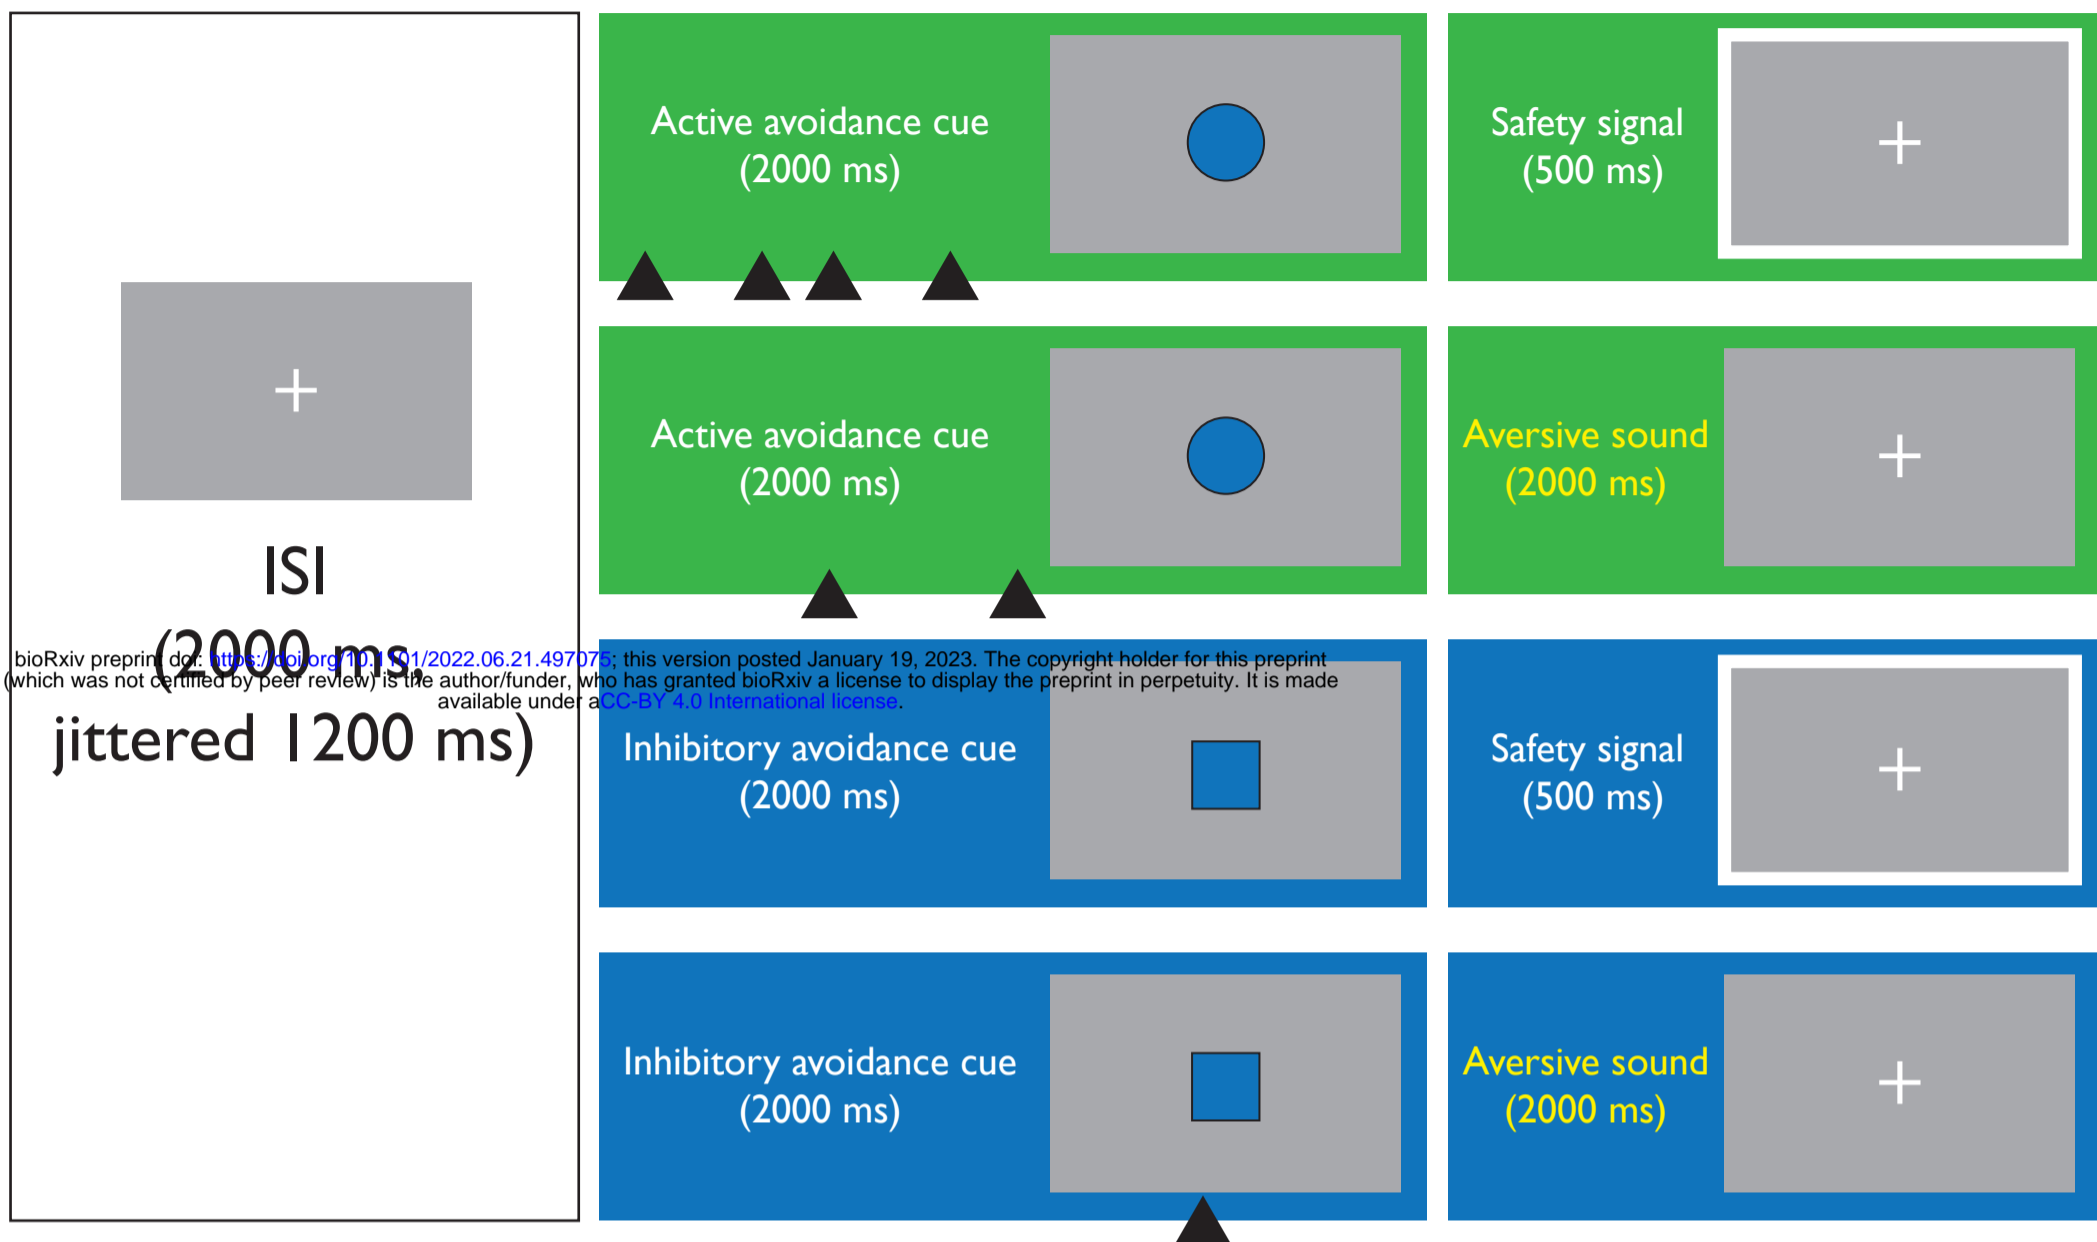 ISI
(2000 ms,
jittered 1200 ms)
Active avoidance cue
(2000 ms)
Safety signal
(500 ms)
Active avoidance cue
(2000 ms)
Aversive sound
(2000 ms)
bioRxiv preprint doi: https://doi.org/10.1101/2022.06.21.497075; this version posted January 19, 2023. The copyright holder for this preprint
(which was not certified by peer review) is the author/funder, who has granted bioRxiv a license to display the preprint in perpetuity. It is made
available under aCC-BY 4.0 International license.
Inhibitory avoidance cue
(2000 ms)
Safety signal
(500 ms)
Inhibitory avoidance cue
(2000 ms)
Aversive sound
(2000 ms)